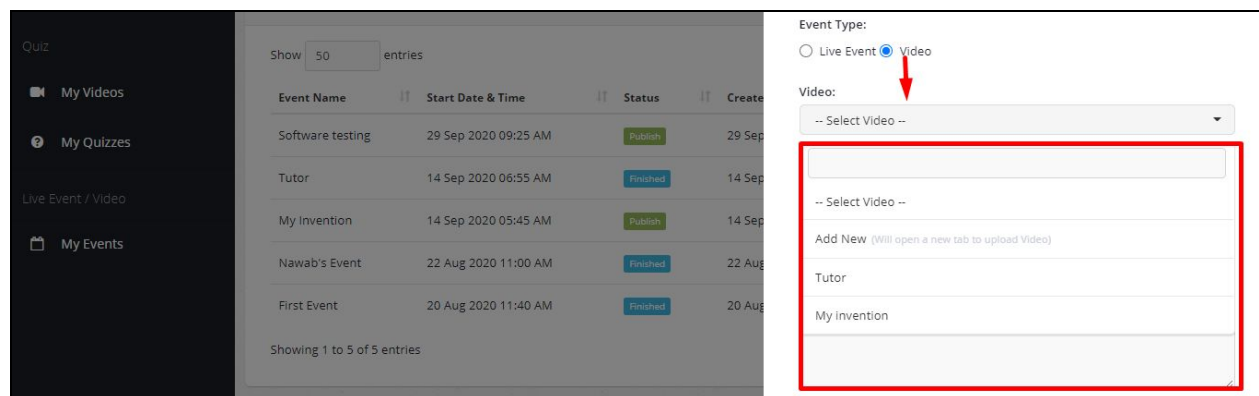 Quiz
My Videos
My Quizzes
Live Event / Video
My Events
Show 50 entries
Event Name Start Date & Time Status Create
Software testing 29 Sep 2020 09:25 AM Publish 29 Sep
Tutor 14 Sep 2020 06:55 AM Finished 14 Sep
My Invention 14 Sep 2020 05:45 AM Publish 14 Sep
Nawab's Event 22 Aug 2020 11:00 AM Finished 22 Aug
First Event 20 Aug 2020 11:40 AM Finished 20 Aug
Showing 1 to 5 of 5 entries
Event Type:
Live Event Video
Video:
-- Select Video --
-- Select Video --
Add New (Will open a new tab to upload Video)
Tutor
My invention